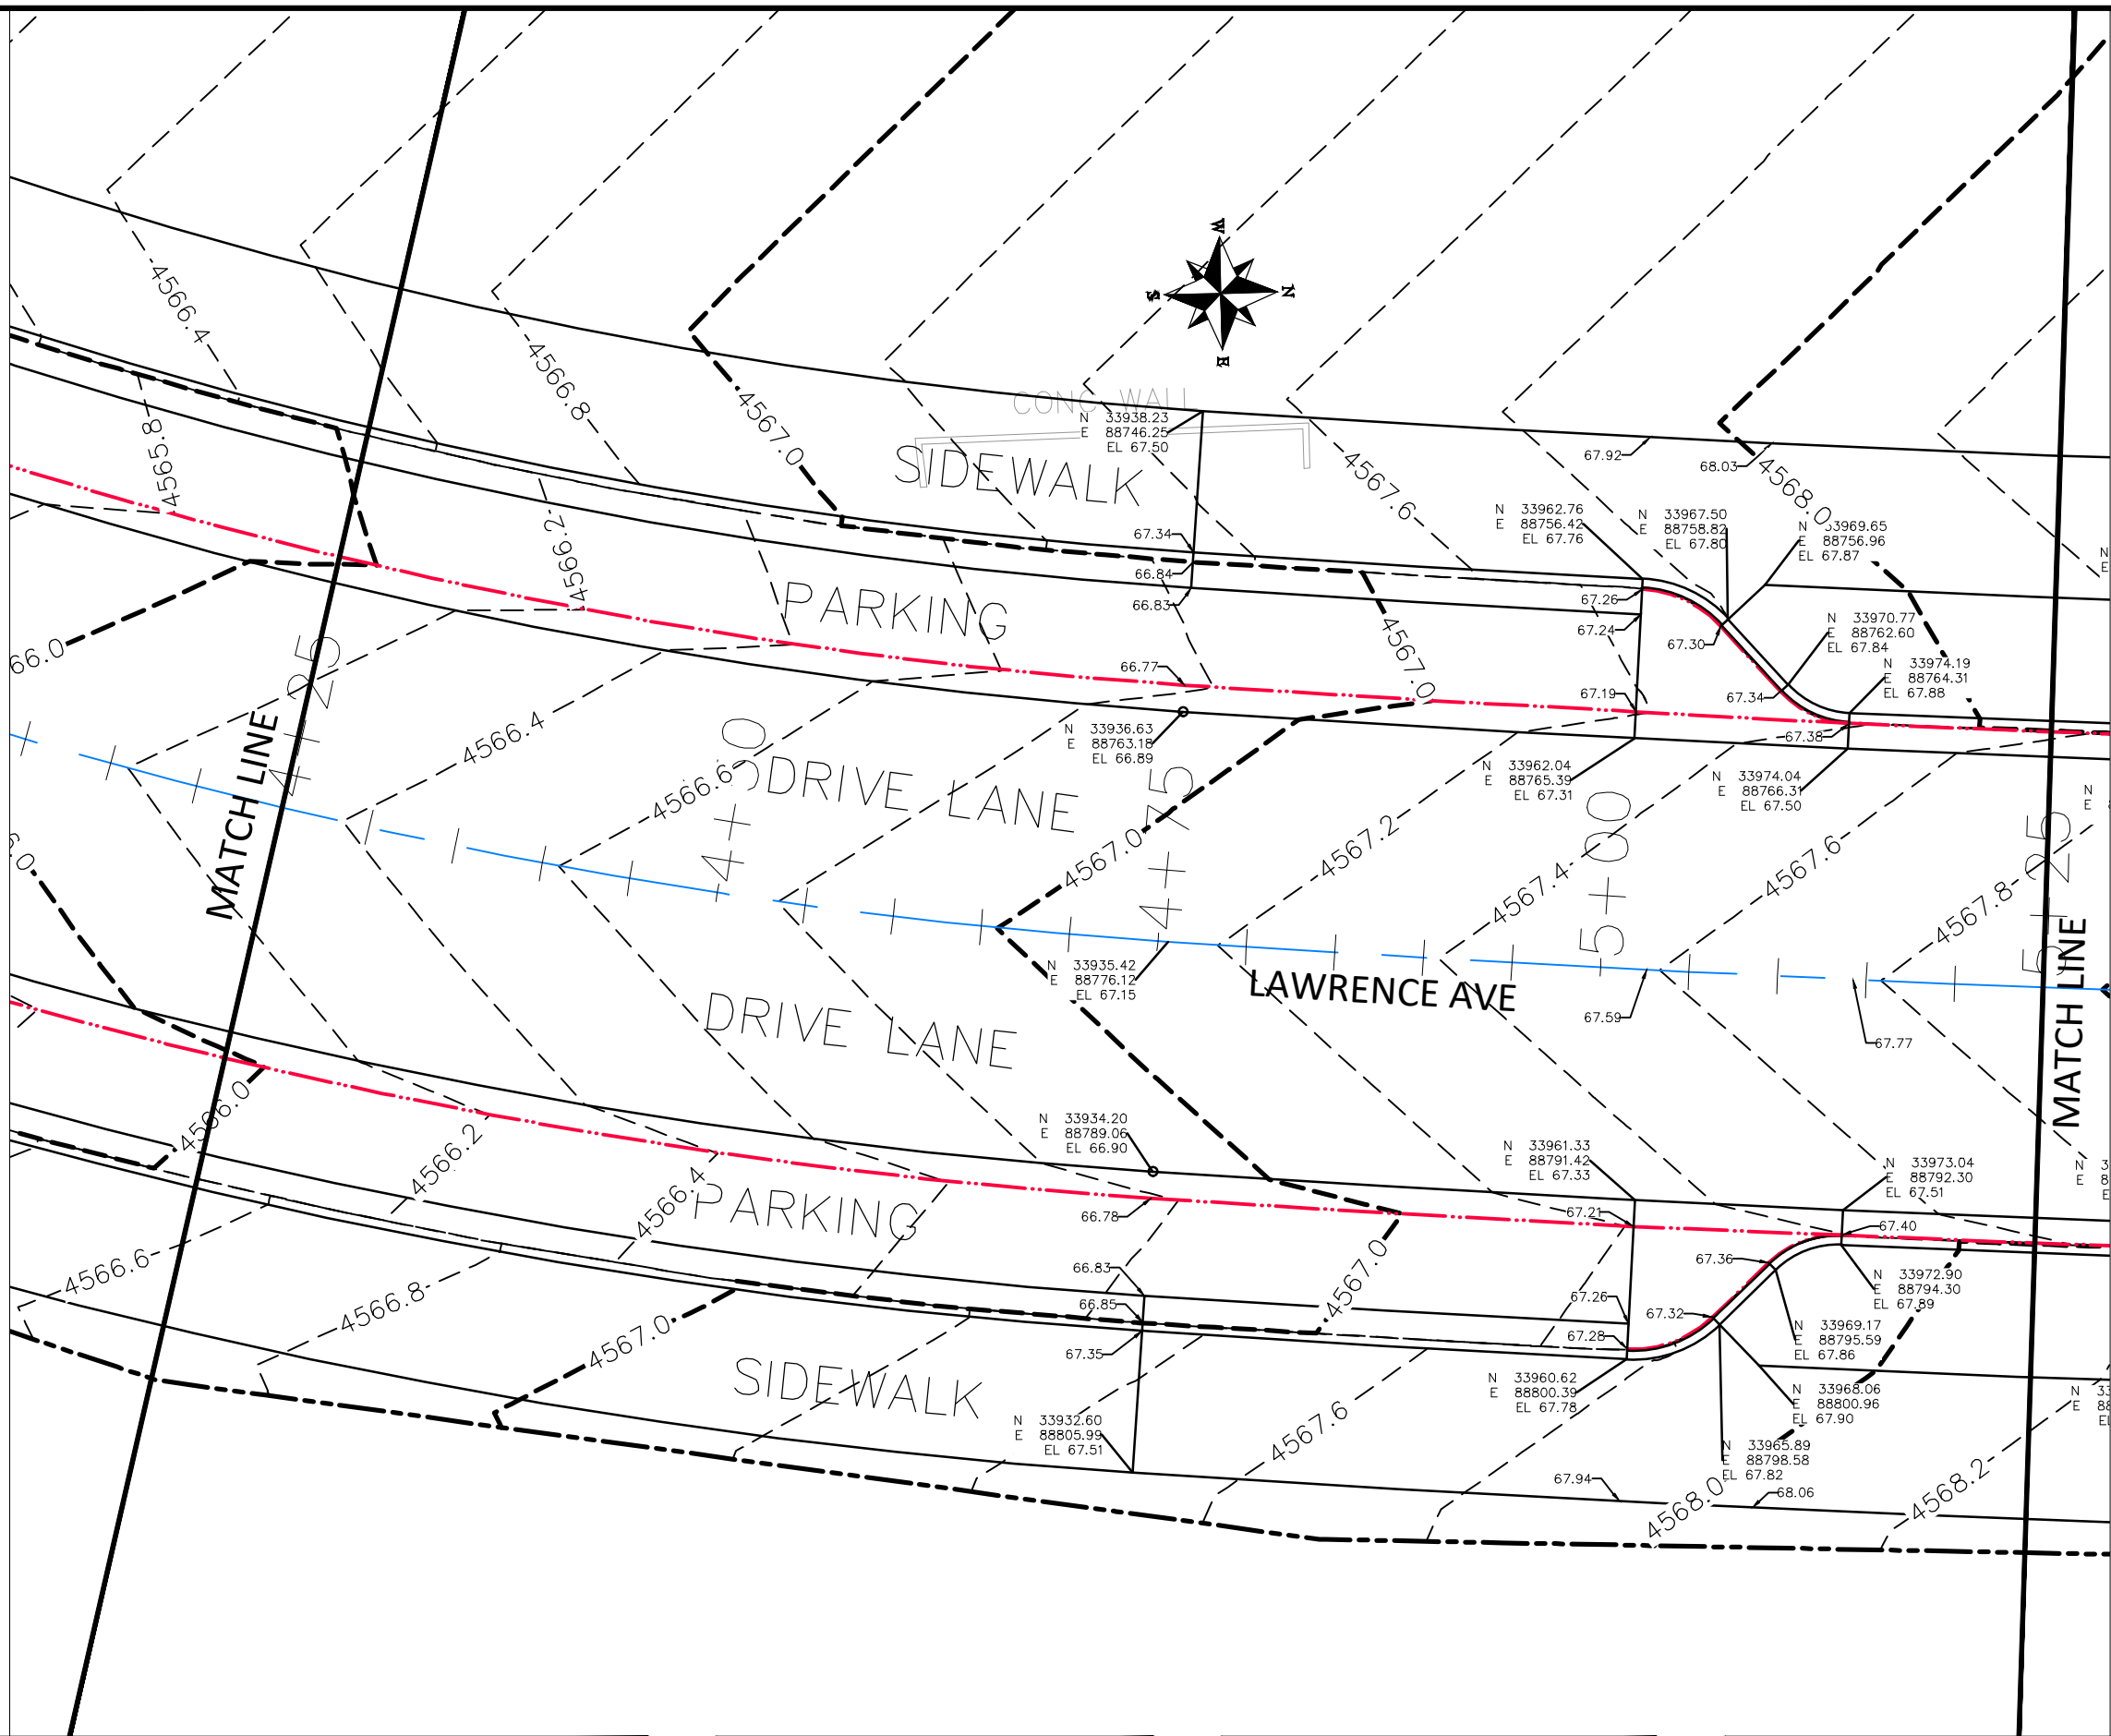 W
N
S
E
4566.4
4566.8
4567.0
4565.8
4566.2
CONC WALL
N 33938.23
E 88746.25
EL 67.50
SIDEWALK
67.34
66.84
66.83
66.77
PARKING
4567.6
67.92
68.03
4568.0
N 33962.76
E 88756.42
EL 67.76
N 33967.50
E 88758.82
EL 67.80
N 33969.65
E 88756.96
EL 67.87
N
E
67.26
67.24
67.30
N 33970.77
E 88762.60
EL 67.84
N 33974.19
E 88764.31
EL 67.88
67.34
67.19
67.38
4567.0
66.0
4+25
MATCH LINE
4566.4
4566.6
4+50
DRIVE LANE
N 33936.63
E 88763.18
EL 66.89
4+75
4567.0
N 33962.04
E 88765.39
EL 67.31
N 33974.04
E 88766.31
EL 67.50
N
E
4567.2
4567.4
5+00
4567.6
4567.8
5+25
MATCH LINE
N 33935.42
E 88776.12
EL 67.15
LAWRENCE AVE
67.59
67.77
DRIVE LANE
4566.0
4566.2
4566.4
N 33934.20
E 88789.06
EL 66.90
66.78
PARKING
N 33961.33
E 88791.42
EL 67.33
67.21
N 33973.04
E 88792.30
EL 67.51
67.40
67.36
N 3
E 8
E
66.83
66.85
67.35
4567.0
67.26
67.28
67.32
N 33972.90
E 88794.30
EL 67.89
N 33969.17
E 88795.59
EL 67.86
4566.6
4566.8
4567.0
SIDEWALK
N 33932.60
E 88805.99
EL 67.51
4567.6
N 33960.62
E 88800.39
EL 67.78
N 33968.06
E 88800.96
EL 67.90
N 33965.89
E 88798.58
EL 67.82
N 33
E 88
EL
67.94
68.06
4568.0
4568.2